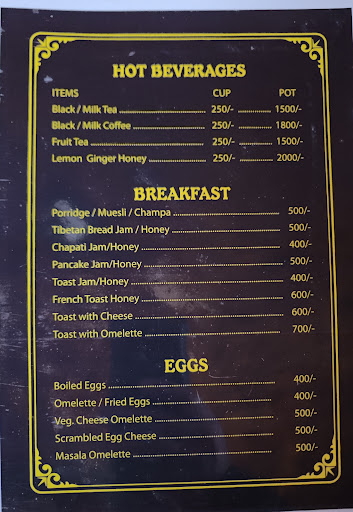 HOT BEVERAGES
ITEMS CUP POT
Black / Milk Tea 250/- 1500/-
Black / Milk Coffee 250/- 1800/-
Fruit Tea 250/- 1500/-
Lemon Ginger Honey 250/- 2000/-
BREAKFAST
Porridge / Muesli / Champa 500/-
Tibetan Bread Jam / Honey 500/-
Chapati Jam/Honey 400/-
Pancake Jam/Honey 500/-
Toast Jam/Honey 400/-
French Toast Honey 600/-
Toast with Cheese 600/-
Toast with Omelette 700/-
EGGS
Boiled Eggs 400/-
Omelette / Fried Eggs 400/-
Veg. Cheese Omelette 500/-
Scrambled Egg Cheese 500/-
Masala Omelette 500/-